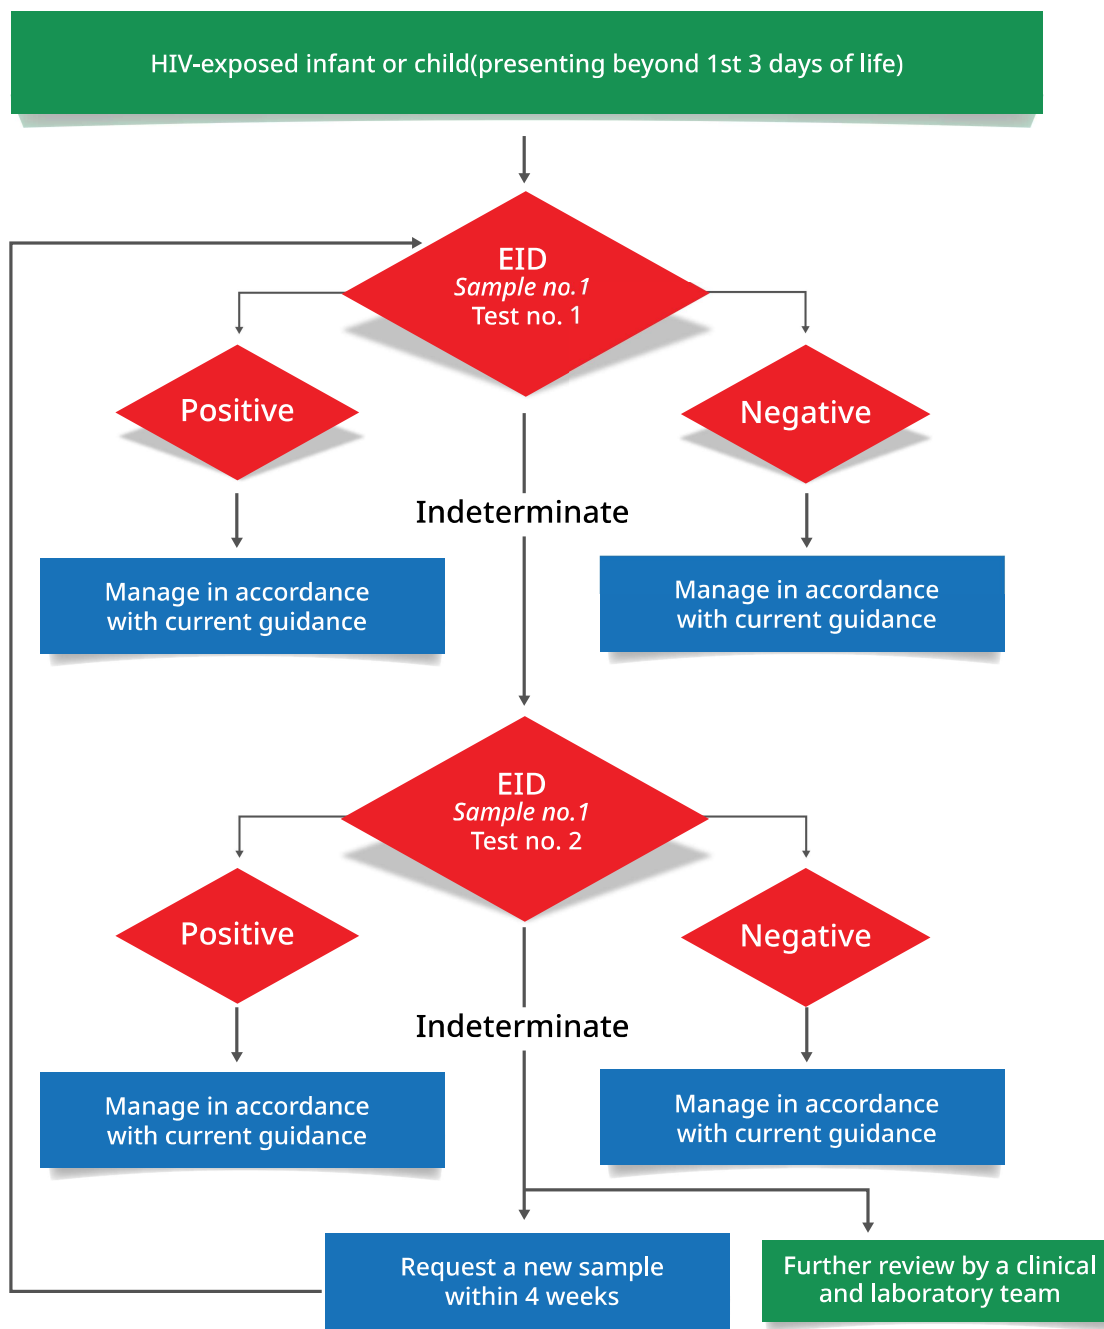 HIV-exposed infant or child(presenting beyond 1st 3 days of life)
EID
Sample no.1
Test no. 1
Positive
Negative
Indeterminate
Manage in accordance
with current guidance
Manage in accordance
with current guidance
EID
Sample no.1
Test no. 2
Positive
Negative
Indeterminate
Manage in accordance
with current guidance
Manage in accordance
with current guidance
Request a new sample
within 4 weeks
Further review by a clinical
and laboratory team